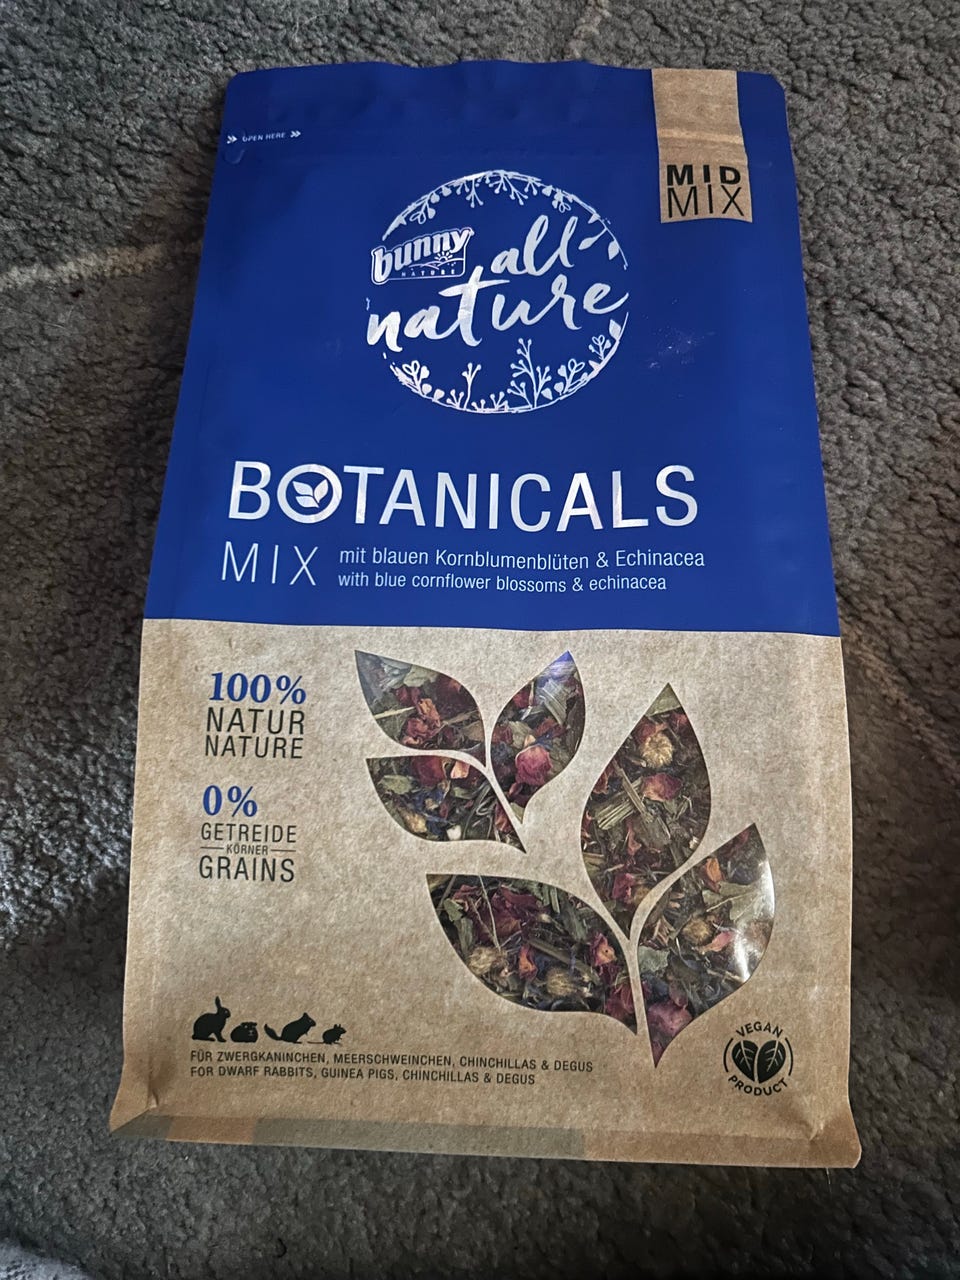 OPEN HERE
MID
MIX
bunny
NATURE
all
nature
BOTANICALS
MIX
mit blauen Kornblumenblüten & Echinacea
with blue cornflower blossoms & echinacea
100%
NATUR
NATURE
0%
GETREIDE
KÖRNER
GRAINS
FÜR ZWERGKANINCHEN, MEERSCHWEINCHEN, CHINCHILLAS & DEGUS
FOR DWARF RABBITS, GUINEA PIGS, CHINCHILLAS & DEGUS
VEGAN
PRODUCT